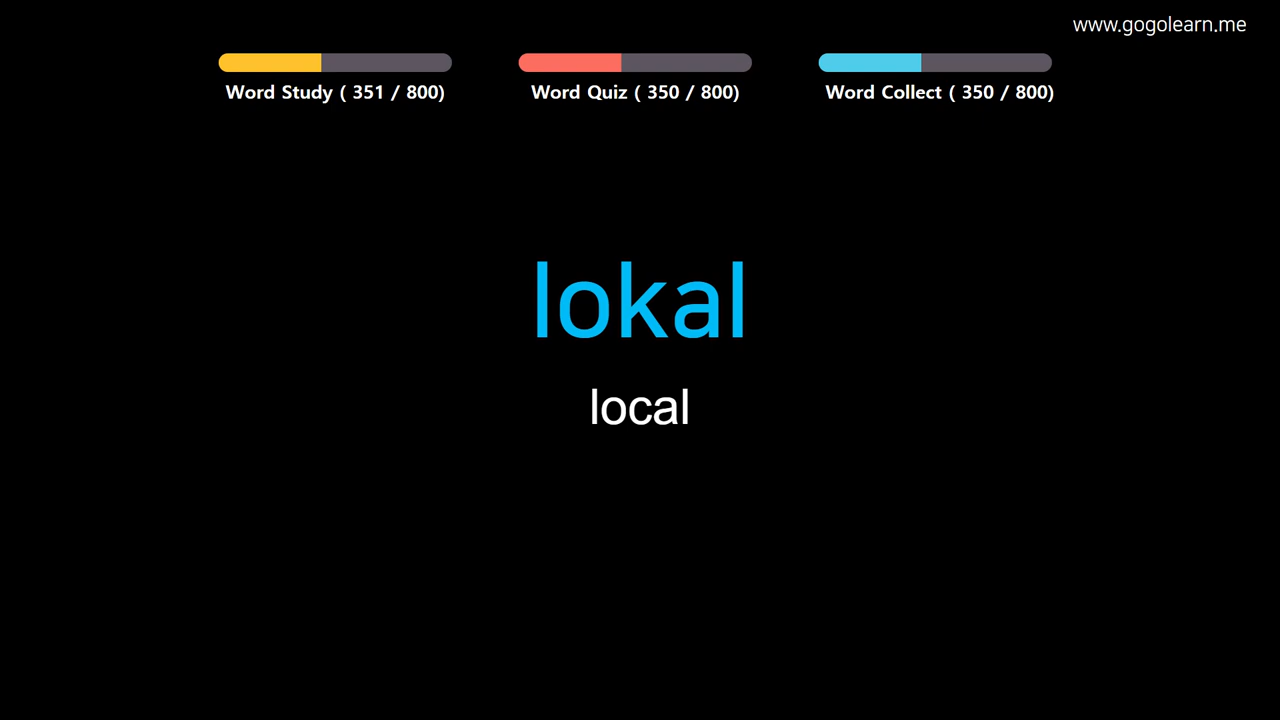 www.gogolearn.me
Word Study ( 351 / 800)
Word Quiz ( 350 / 800)
Word Collect ( 350 / 800)
lokal
local